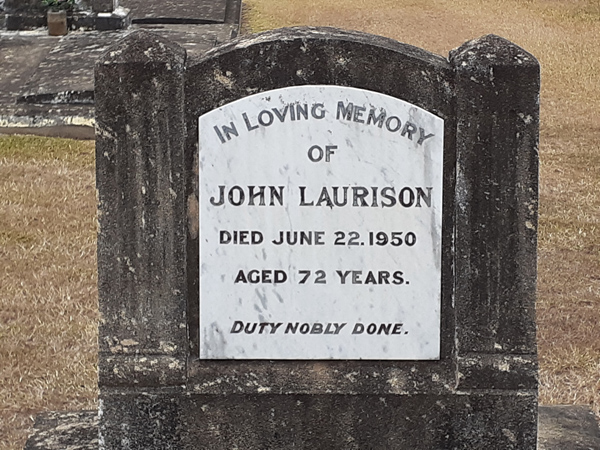 IN LOVING MEMORY
OF
JOHN LAURISON
DIED JUNE 22.1950
AGED 72 YEARS.
DUTY NOBLY DONE.